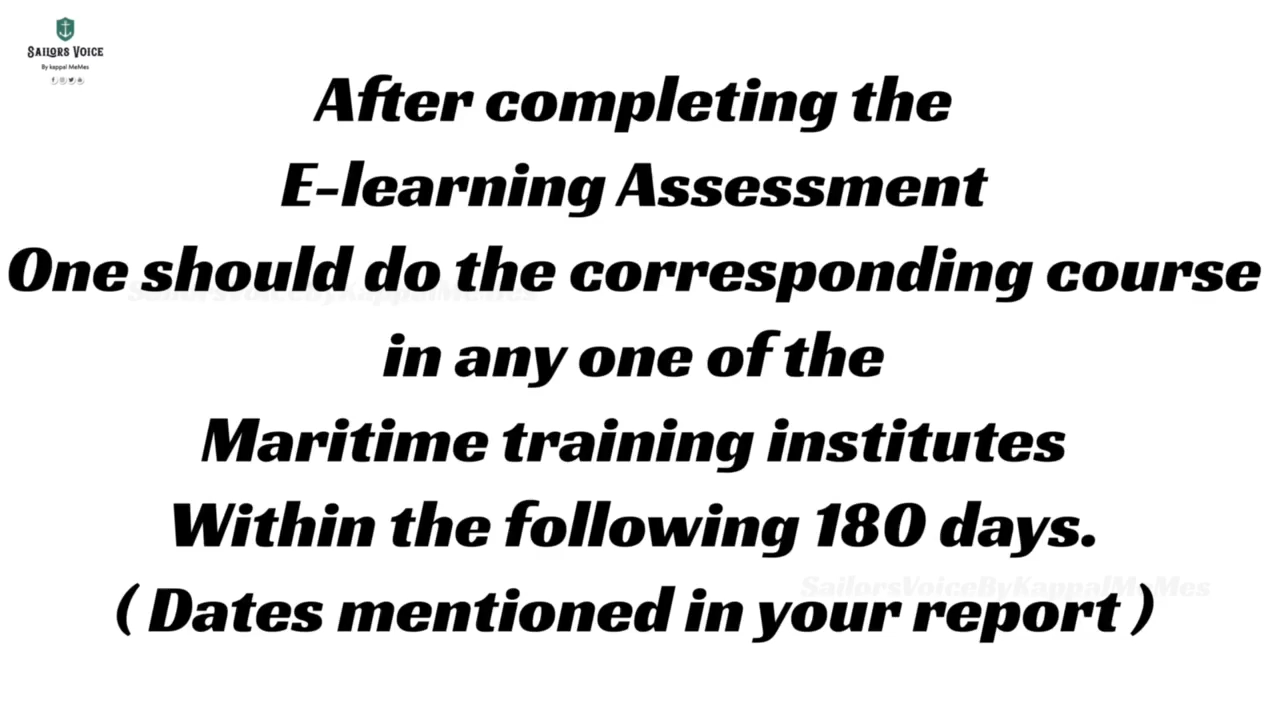 SAILORS VOICE
By kappal MeMes
After completing the
E-learning Assessment
One should do the corresponding course
SailorsVoiceByKappalMeMes
in any one of the
Maritime training institutes
Within the following 180 days.
SailorsVoiceByKappalMeMes
( Dates mentioned in your report )